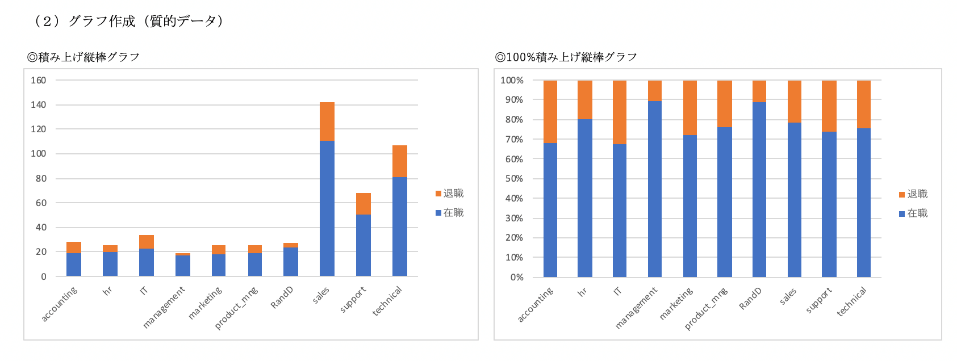 （２）グラフ作成（質的データ）
◎積み上げ縦棒グラフ
160
140
120
100
80
60
40
20
0
accounting
hr
IT
management
marketing
product_mng
RandD
sales
support
technical
退職
在職
◎100%積み上げ縦棒グラフ
100%
90%
80%
70%
60%
50%
40%
30%
20%
10%
0%
accounting
hr
IT
management
marketing
product_mng
RandD
sales
support
technical
退職
在職